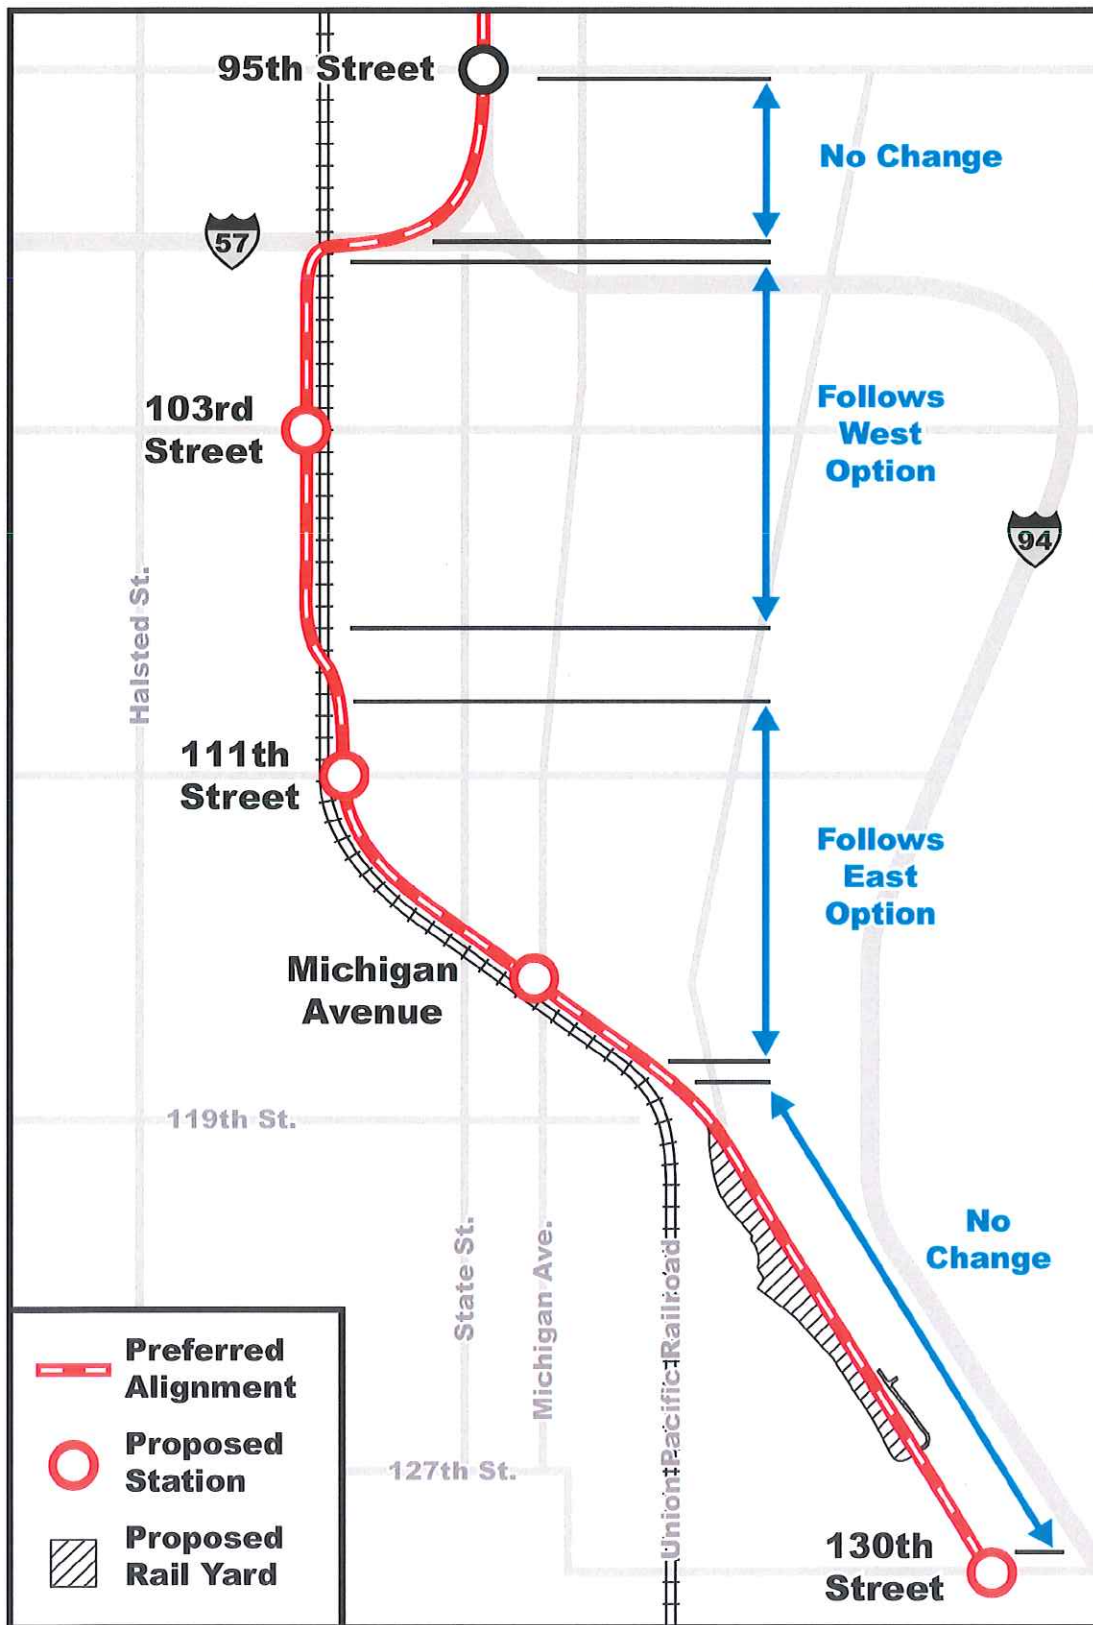 95th Street
No Change
57
103rd
Street
Follows
West
Option
94
Halsted St.
111th
Street
Follows
East
Option
Michigan
Avenue
119th St.
State St.
Michigan Ave.
Union Pacific Railroad
No
Change
127th St.
130th
Street
Preferred
Alignment
Proposed
Station
Proposed
Rail Yard